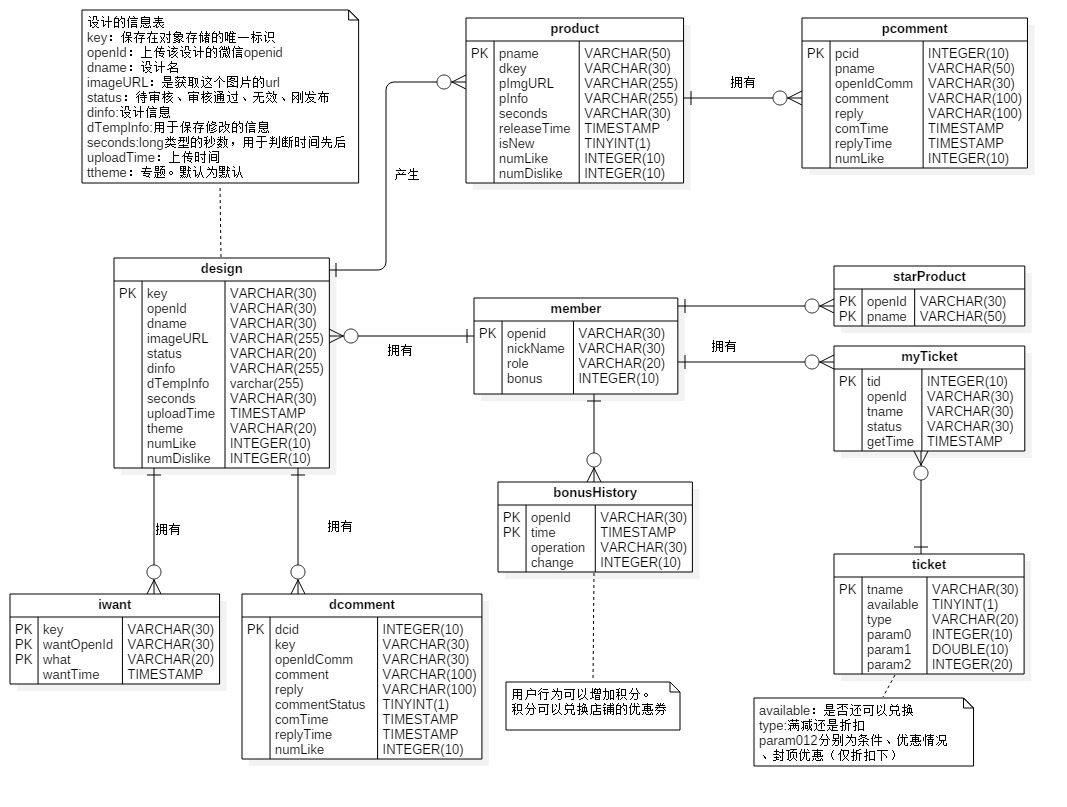 设计的信息表
key：保存在对象存储的唯一标识
openId：上传该设计的微信openid
dname：设计名
imageURL：是获取这个图片的url
status：待审核、审核通过、无效、刚发布
dinfo:设计信息
dTempInfo:用于保存修改的信息
seconds:long类型的秒数，用于判断时间先后
uploadTime：上传时间
ttheme：专题。默认为默认
product
PK pname VARCHAR(50)
dkey VARCHAR(30)
pImgURL VARCHAR(255)
pInfo VARCHAR(255)
seconds VARCHAR(30)
releaseTime TIMESTAMP
isNew TINYINT(1)
numLike INTEGER(10)
numDislike INTEGER(10)
拥有
pcomment
PK pcid INTEGER(10)
pname VARCHAR(50)
openIdComm VARCHAR(30)
comment VARCHAR(100)
reply VARCHAR(100)
comTime TIMESTAMP
replyTime TIMESTAMP
numLike INTEGER(10)
产生
design
PK key VARCHAR(30)
openId VARCHAR(30)
dname VARCHAR(30)
imageURL VARCHAR(255)
status VARCHAR(20)
dinfo VARCHAR(255)
dTempInfo varchar(255)
seconds VARCHAR(30)
uploadTime TIMESTAMP
theme VARCHAR(20)
numLike INTEGER(10)
numDislike INTEGER(10)
拥有
member
PK openid VARCHAR(30)
nickName VARCHAR(30)
role VARCHAR(20)
bonus INTEGER(10)
starProduct
PK openId VARCHAR(30)
PK pname VARCHAR(50)
拥有
myTicket
PK tid INTEGER(10)
openId VARCHAR(30)
tname VARCHAR(30)
status VARCHAR(30)
getTime TIMESTAMP
bonusHistory
PK openId VARCHAR(30)
PK time TIMESTAMP
operation VARCHAR(30)
change INTEGER(10)
拥有
拥有
iwant
PK key VARCHAR(30)
PK wantOpenId VARCHAR(30)
PK what VARCHAR(20)
wantTime TIMESTAMP
dcomment
PK dcid INTEGER(10)
key VARCHAR(30)
openIdComm VARCHAR(30)
comment VARCHAR(100)
reply VARCHAR(100)
commentStatus TINYINT(1)
comTime TIMESTAMP
replyTime TIMESTAMP
numLike INTEGER(10)
ticket
PK tname VARCHAR(30)
available TINYINT(1)
type VARCHAR(20)
param0 INTEGER(10)
param1 DOUBLE(10)
param2 INTEGER(20)
用户行为可以增加积分。
积分可以兑换店铺的优惠券
available：是否还可以兑换
type:满减还是折扣
param012分别为条件、优惠情况
、封顶优惠（仅折扣下）